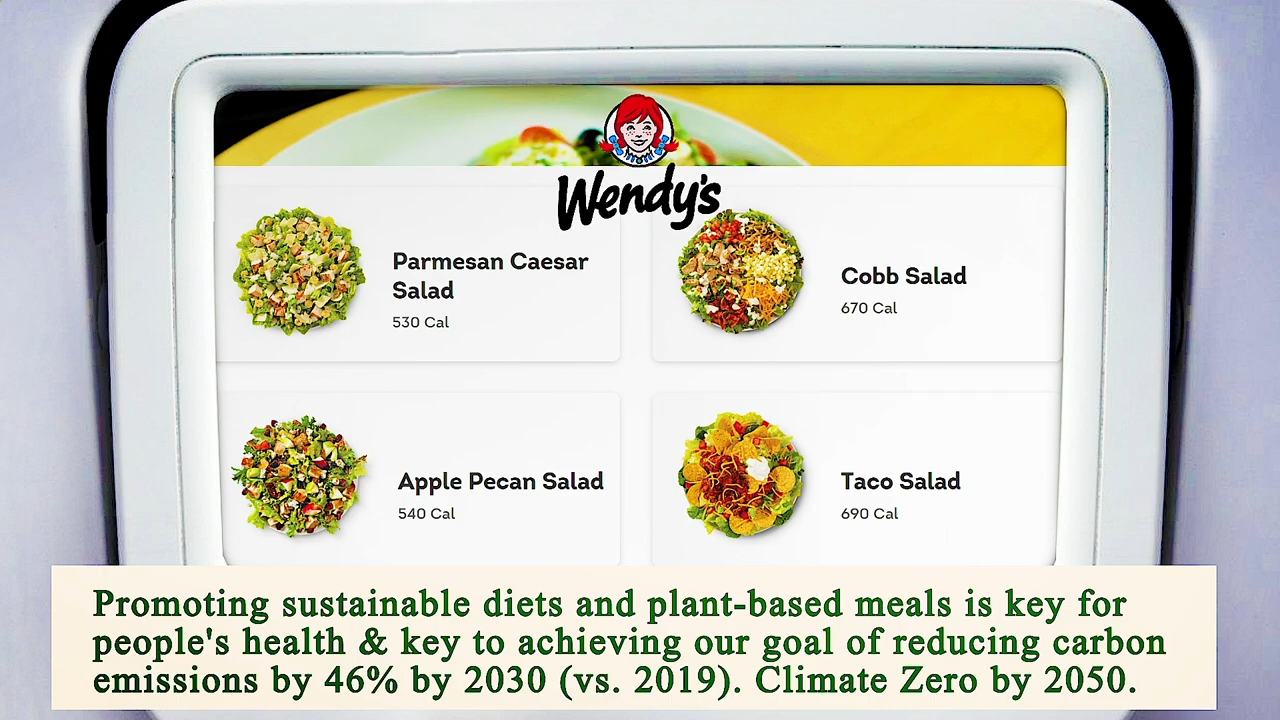 Wendy's
Parmesan Caesar
Salad
530 Cal
Cobb Salad
670 Cal
Apple Pecan Salad
540 Cal
Taco Salad
690 Cal
Promoting sustainable diets and plant-based meals is key for
people's health & key to achieving our goal of reducing carbon
emissions by 46% by 2030 (vs. 2019). Climate Zero by 2050.